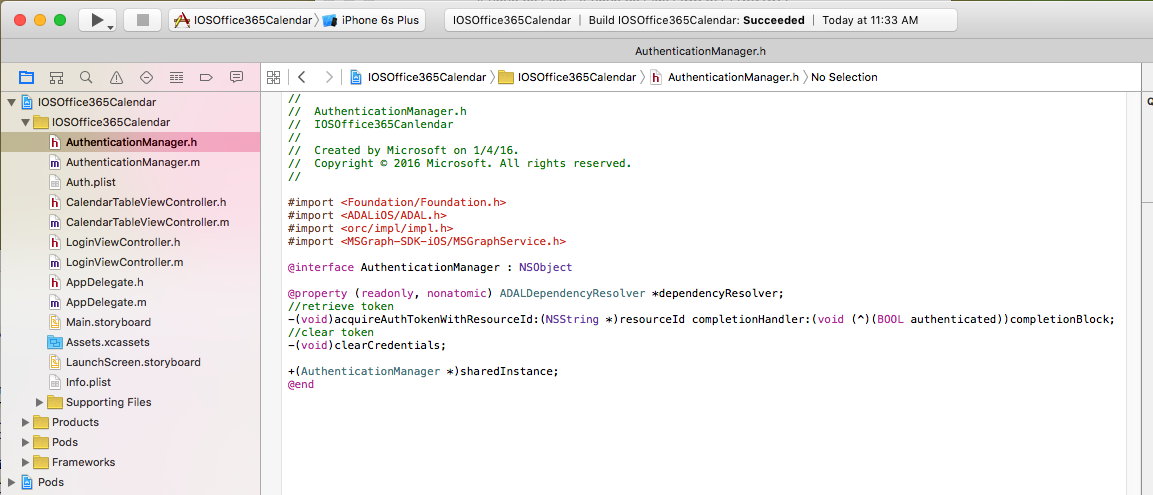 IOSOffice365Calendar
iPhone 6s Plus
IOSOffice365Calendar | Build IOSOffice365Calendar: Succeeded | Today at 11:33 AM
AuthenticationManager.h
IOSOffice365Calendar
IOSOffice365Calendar
AuthenticationManager.h
No Selection
IOSOffice365Calendar
IOSOffice365Calendar
AuthenticationManager.h
AuthenticationManager.m
Auth.plist
CalendarTableViewController.h
CalendarTableViewController.m
LoginViewController.h
LoginViewController.m
AppDelegate.h
AppDelegate.m
Main.storyboard
Assets.xcassets
LaunchScreen.storyboard
Info.plist
Supporting Files
Products
Pods
Frameworks
Pods
//
//  AuthenticationManager.h
//  IOSOffice365Canlendar
//
//  Created by Microsoft on 1/4/16.
//  Copyright © 2016 Microsoft. All rights reserved.
//
#import <Foundation/Foundation.h>
#import <ADALiOS/ADAL.h>
#import <orc/impl/impl.h>
#import <MSGraph-SDK-iOS/MSGraphService.h>
@interface AuthenticationManager : NSObject
@property (readonly, nonatomic) ADALDependencyResolver *dependencyResolver;
//retrieve token
-(void)acquireAuthTokenWithResourceId:(NSString *)resourceId completionHandler:(void (^)(BOOL authenticated))completionBlock;
//clear token
-(void)clearCredentials;
+(AuthenticationManager *)sharedInstance;
@end